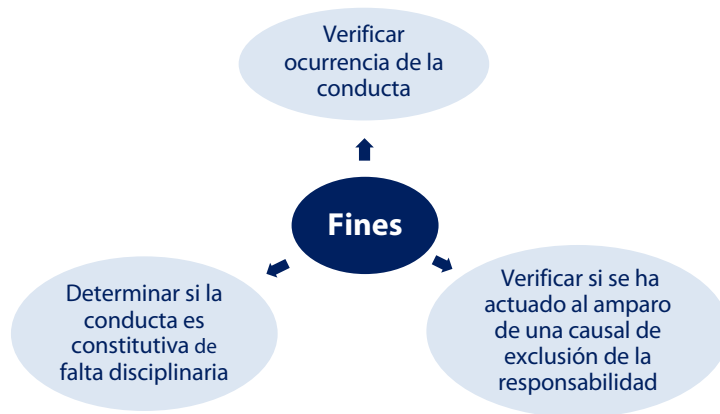 Verificar
ocurrencia de la
conducta
Fines
Determinar si la
conducta es
constitutiva de
falta disciplinaria
Verificar si se ha
actuado al amparo
de una causal de
exclusión de la
responsabilidad